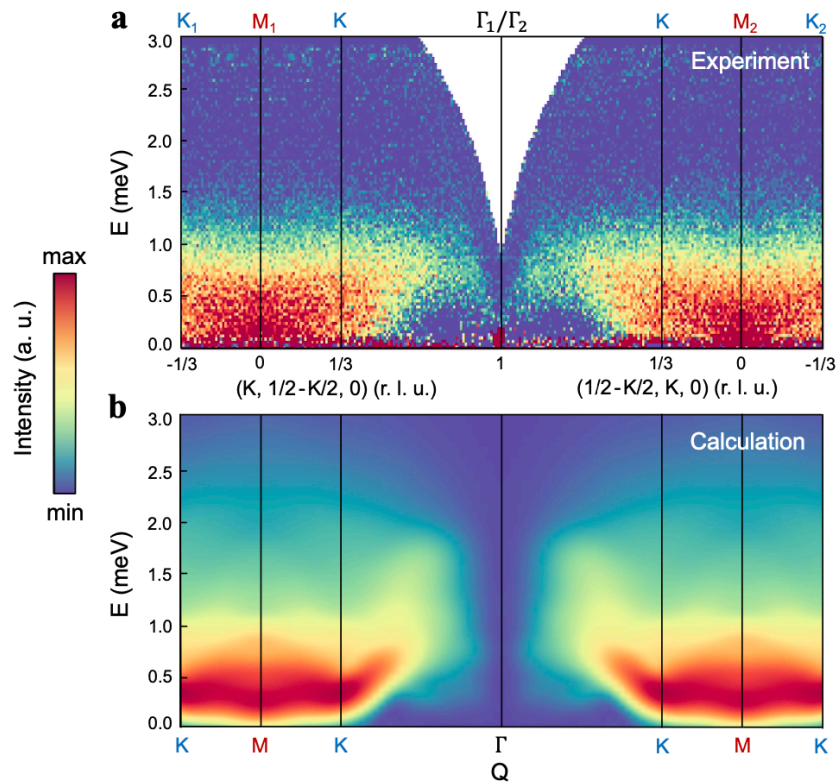 a
K₁ M₁ K Γ₁/Γ₂ K M₂ K₂
Experiment
3.0
2.5
2.0
1.5
1.0
0.5
0.0
E (meV)
-1/3 0 1/3 1 1/3 0 -1/3
(K, 1/2-K/2, 0) (r. l. u.) (1/2-K/2, K, 0) (r. l. u.)
max
Intensity (a. u.)
min
b
Calculation
3.0
2.5
2.0
1.5
1.0
0.5
0.0
E (meV)
K M K Γ K M K
Q